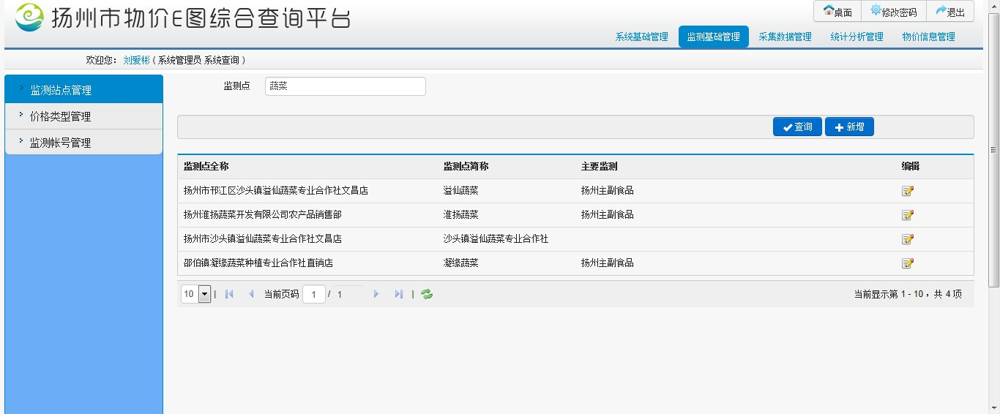 扬州市物价E图综合查询平台
桌面 修改密码 退出
系统基础管理 监测基础管理 采集数据管理 统计分析管理 物价信息管理
欢迎您： 刘爱彬 ( 系统管理员 系统查询 )
监测站点管理
价格类型管理
监测帐号管理
监测点 蔬菜
查询 新增
监测点全称 监测点简称 主要监测 编辑
扬州市邗江区沙头镇溢仙蔬菜专业合作社文昌店 溢仙蔬菜 扬州主副食品
扬州淮扬蔬菜开发有限公司农产品销售部 淮扬蔬菜 扬州主副食品
扬州市沙头镇溢仙蔬菜专业合作社文昌店 沙头镇溢仙蔬菜专业合作社
邵伯镇凝缘蔬菜种植专业合作社直销店 凝缘蔬菜 扬州主副食品
10 | 当前页码 1 / 1 | 当前显示第 1 - 10 ，共 4 项